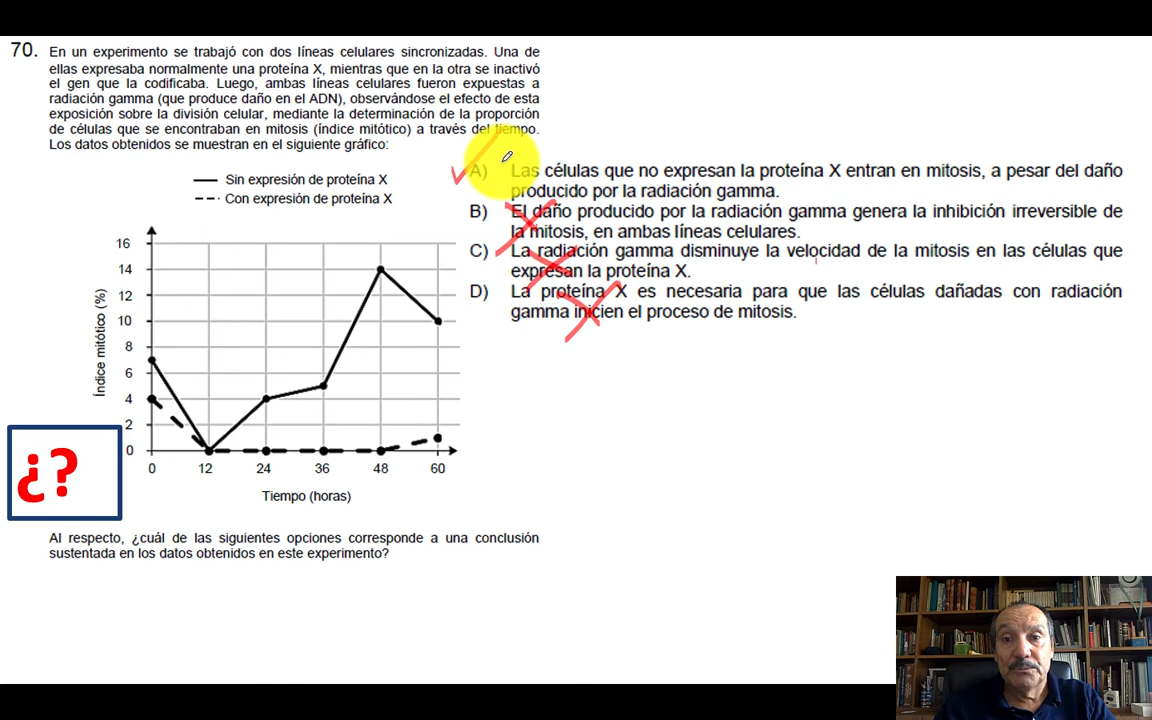 70. En un experimento se trabajó con dos líneas celulares sincronizadas. Una de
ellas expresaba normalmente una proteína X, mientras que en la otra se inactivó
el gen que la codificaba. Luego, ambas líneas celulares fueron expuestas a
radiación gamma (que produce daño en el ADN), observándose el efecto de esta
exposición sobre la división celular, mediante la determinación de la proporción
de células que se encontraban en mitosis (índice mitótico) a través del tiempo.
Los datos obtenidos se muestran en el siguiente gráfico:
Sin expresión de proteína X
Con expresión de proteína X
16
14
12
10
8
6
4
2
0
Índice mitótico (%)
0 12 24 36 48 60
Tiempo (horas)
¿?
Al respecto, ¿cuál de las siguientes opciones corresponde a una conclusión
sustentada en los datos obtenidos en este experimento?
A) Las células que no expresan la proteína X entran en mitosis, a pesar del daño
producido por la radiación gamma.
B) El daño producido por la radiación gamma genera la inhibición irreversible de
la mitosis, en ambas líneas celulares.
C) La radiación gamma disminuye la velocidad de la mitosis en las células que
expresan la proteína X.
D) La proteína X es necesaria para que las células dañadas con radiación
gamma inicien el proceso de mitosis.